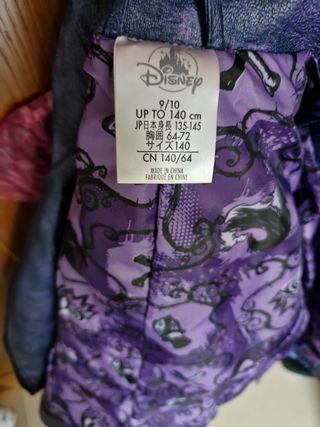 Disney
9/10
UP TO 140 cm
JP日本身長 135-145
胸囲 64-72
サイズ140
CN 140/64
MADE IN CHINA
FABRIQUÉ EN CHINE